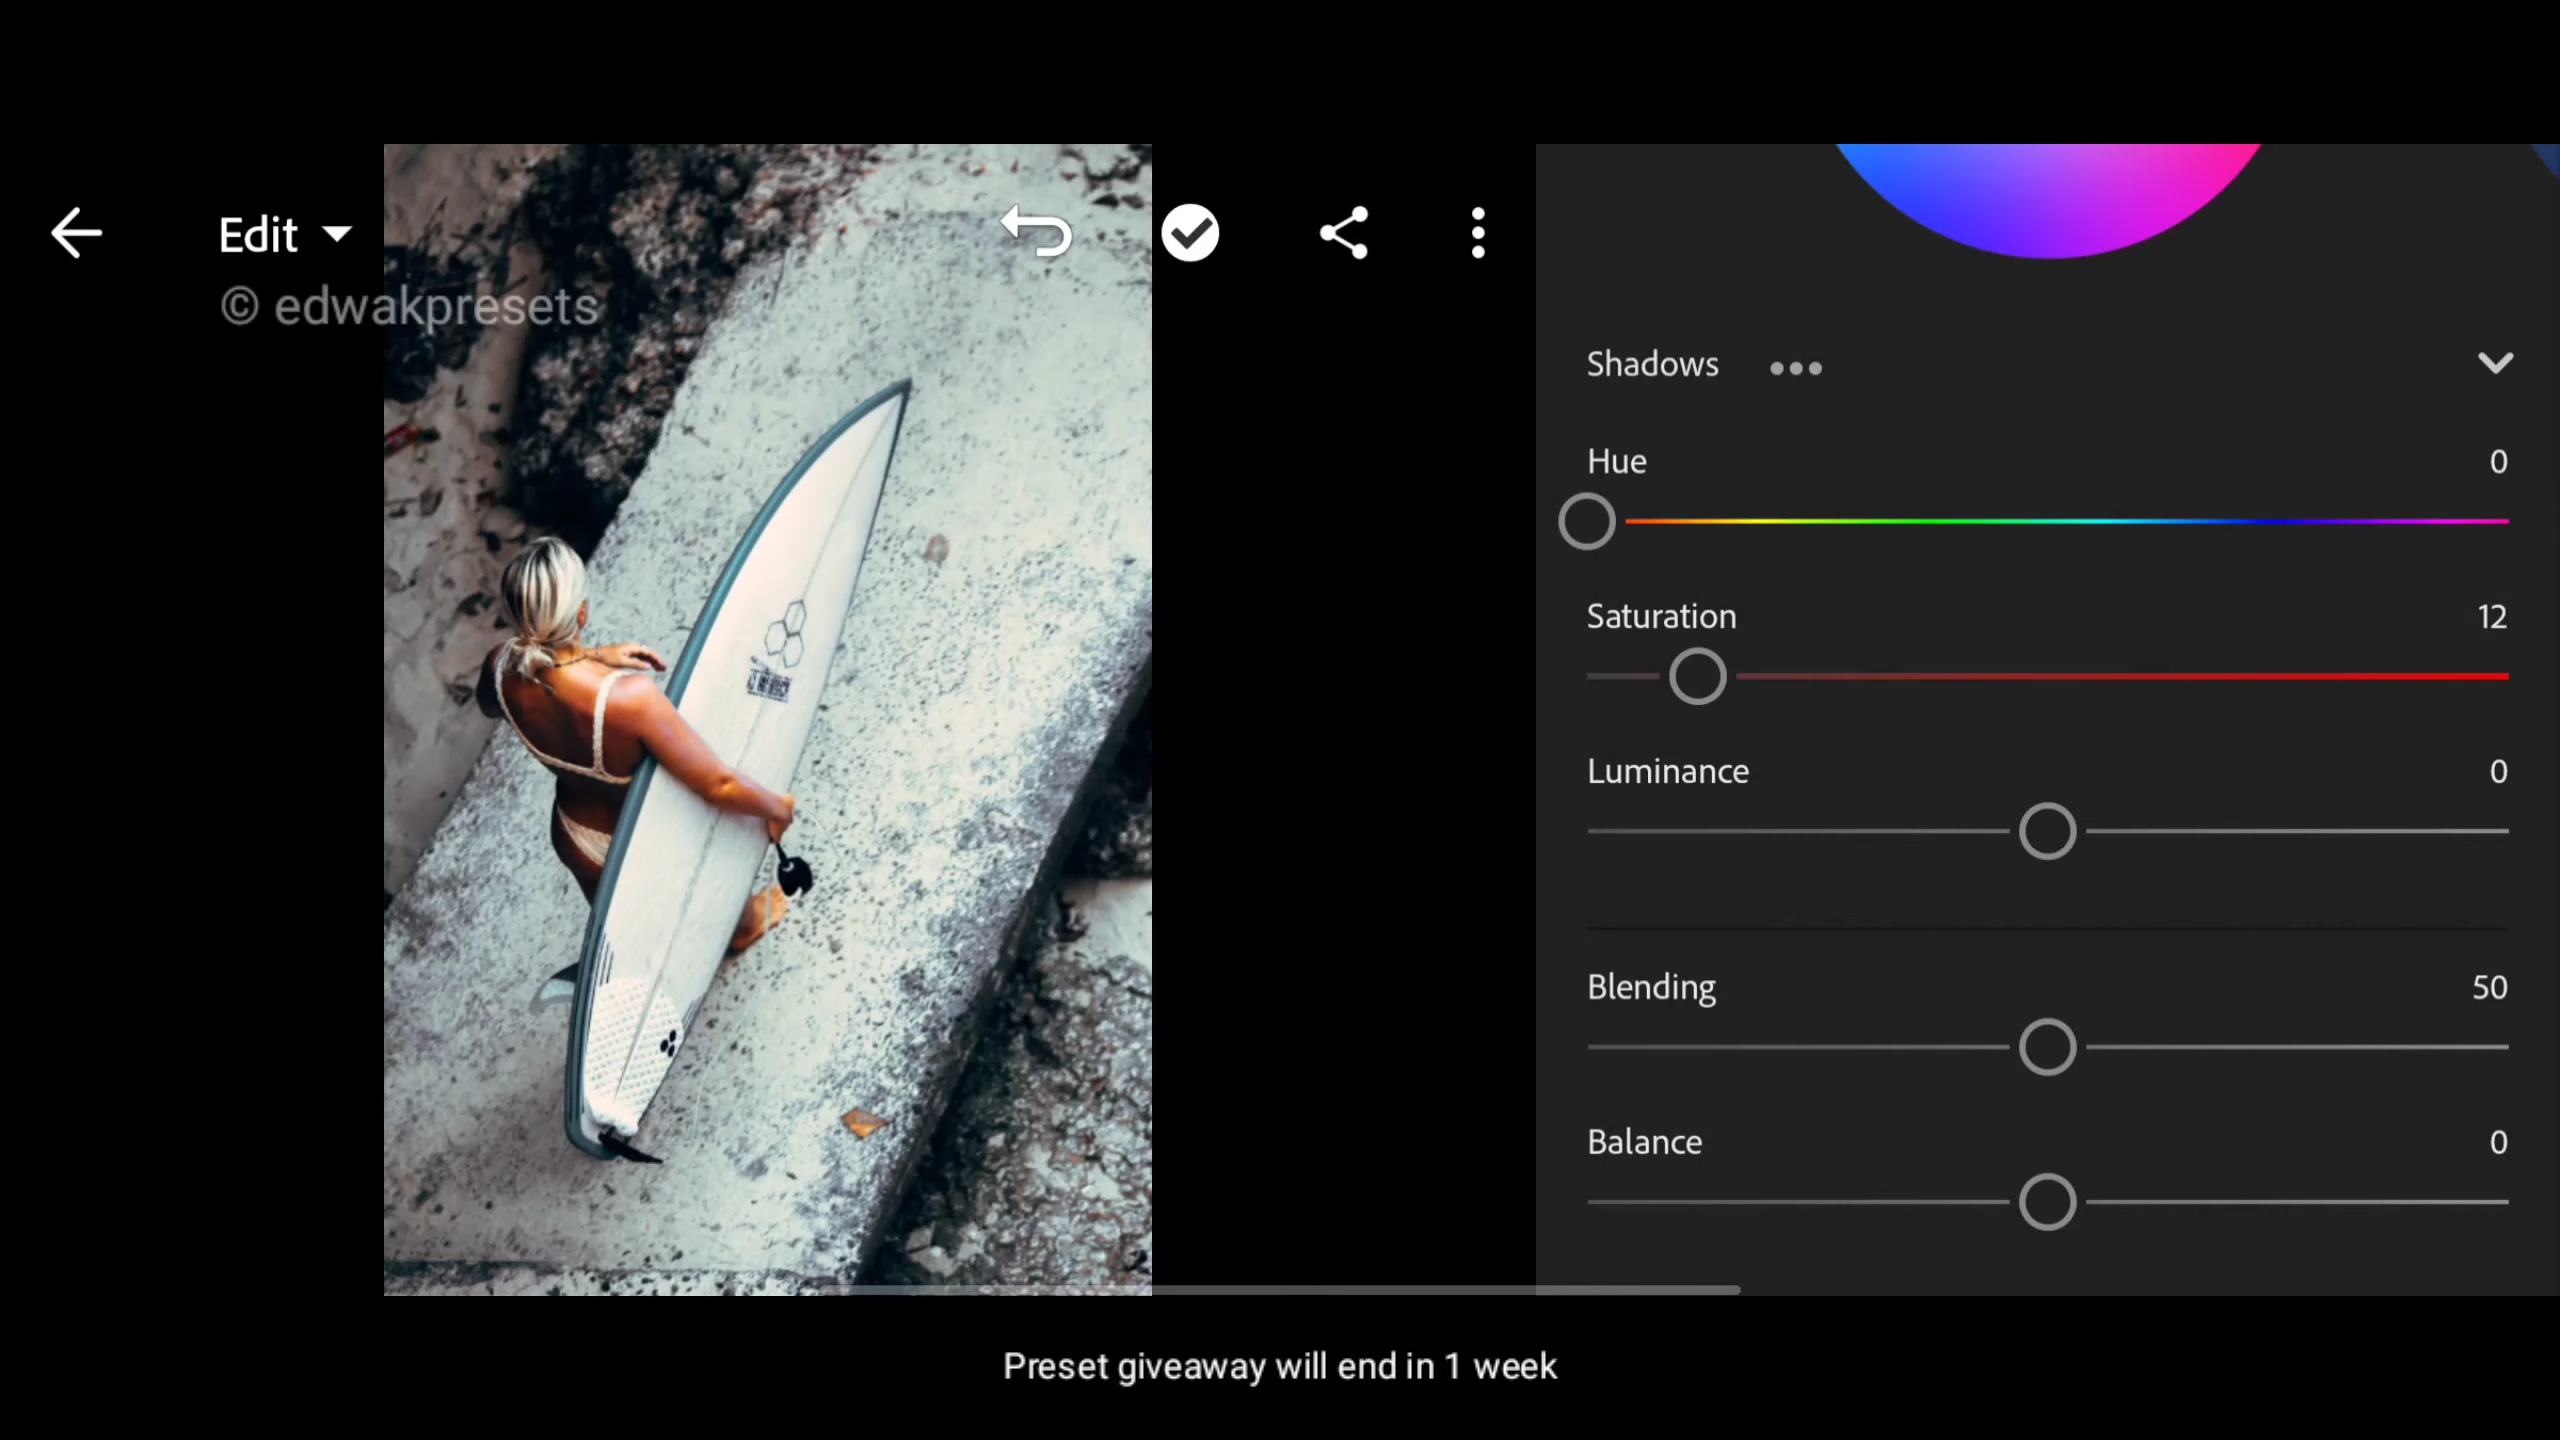 Edit
© edwakpresets
Shadows
Hue 0
Saturation 12
Luminance 0
Blending 50
Balance 0
Preset giveaway will end in 1 week